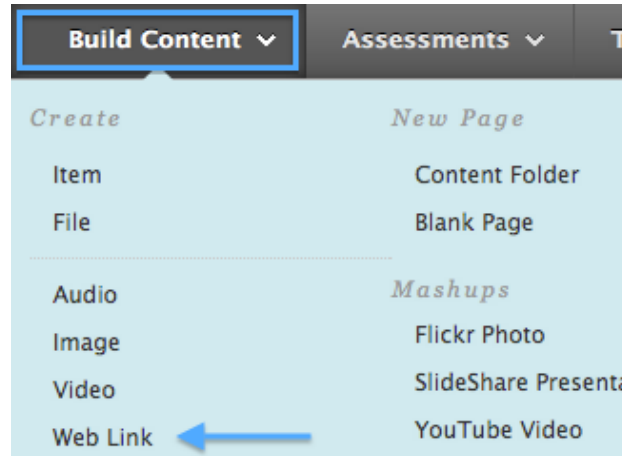 Build Content
Assessments
T
Create
Item
File
Audio
Image
Video
Web Link
New Page
Content Folder
Blank Page
Mashups
Flickr Photo
SlideShare Presenta
YouTube Video